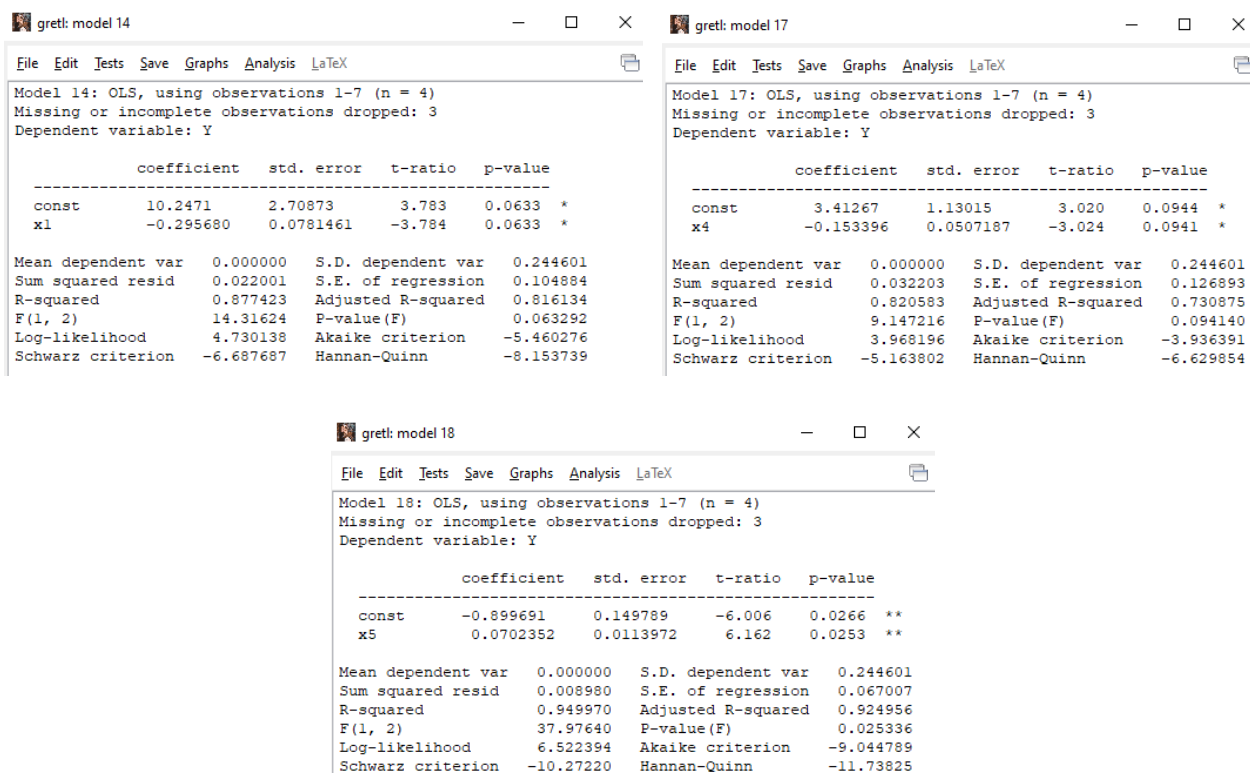 gretl: model 14
File Edit Tests Save Graphs Analysis LaTeX
Model 14: OLS, using observations 1-7 (n = 4)
Missing or incomplete observations dropped: 3
Dependent variable: Y
coefficient std. error t-ratio p-value
---------------------------------------------------------
const 10.2471 2.70873 3.783 0.0633 *
x1 -0.295680 0.0781461 -3.784 0.0633 *
Mean dependent var 0.000000 S.D. dependent var 0.244601
Sum squared resid 0.022001 S.E. of regression 0.104884
R-squared 0.877423 Adjusted R-squared 0.816134
F(1, 2) 14.31624 P-value(F) 0.063292
Log-likelihood 4.730138 Akaike criterion -5.460276
Schwarz criterion -6.687687 Hannan-Quinn -8.153739
gretl: model 17
File Edit Tests Save Graphs Analysis LaTeX
Model 17: OLS, using observations 1-7 (n = 4)
Missing or incomplete observations dropped: 3
Dependent variable: Y
coefficient std. error t-ratio p-value
---------------------------------------------------------
const 3.41267 1.13015 3.020 0.0944 *
x4 -0.153396 0.0507187 -3.024 0.0941 *
Mean dependent var 0.000000 S.D. dependent var 0.244601
Sum squared resid 0.032203 S.E. of regression 0.126893
R-squared 0.820583 Adjusted R-squared 0.730875
F(1, 2) 9.147216 P-value(F) 0.094140
Log-likelihood 3.968196 Akaike criterion -3.936391
Schwarz criterion -5.163802 Hannan-Quinn -6.629854
gretl: model 18
File Edit Tests Save Graphs Analysis LaTeX
Model 18: OLS, using observations 1-7 (n = 4)
Missing or incomplete observations dropped: 3
Dependent variable: Y
coefficient std. error t-ratio p-value
---------------------------------------------------------
const -0.899691 0.149789 -6.006 0.0266 **
x5 0.0702352 0.0113972 6.162 0.0253 **
Mean dependent var 0.000000 S.D. dependent var 0.244601
Sum squared resid 0.008980 S.E. of regression 0.067007
R-squared 0.949970 Adjusted R-squared 0.924956
F(1, 2) 37.97640 P-value(F) 0.025336
Log-likelihood 6.522394 Akaike criterion -9.044789
Schwarz criterion -10.27220 Hannan-Quinn -11.73825